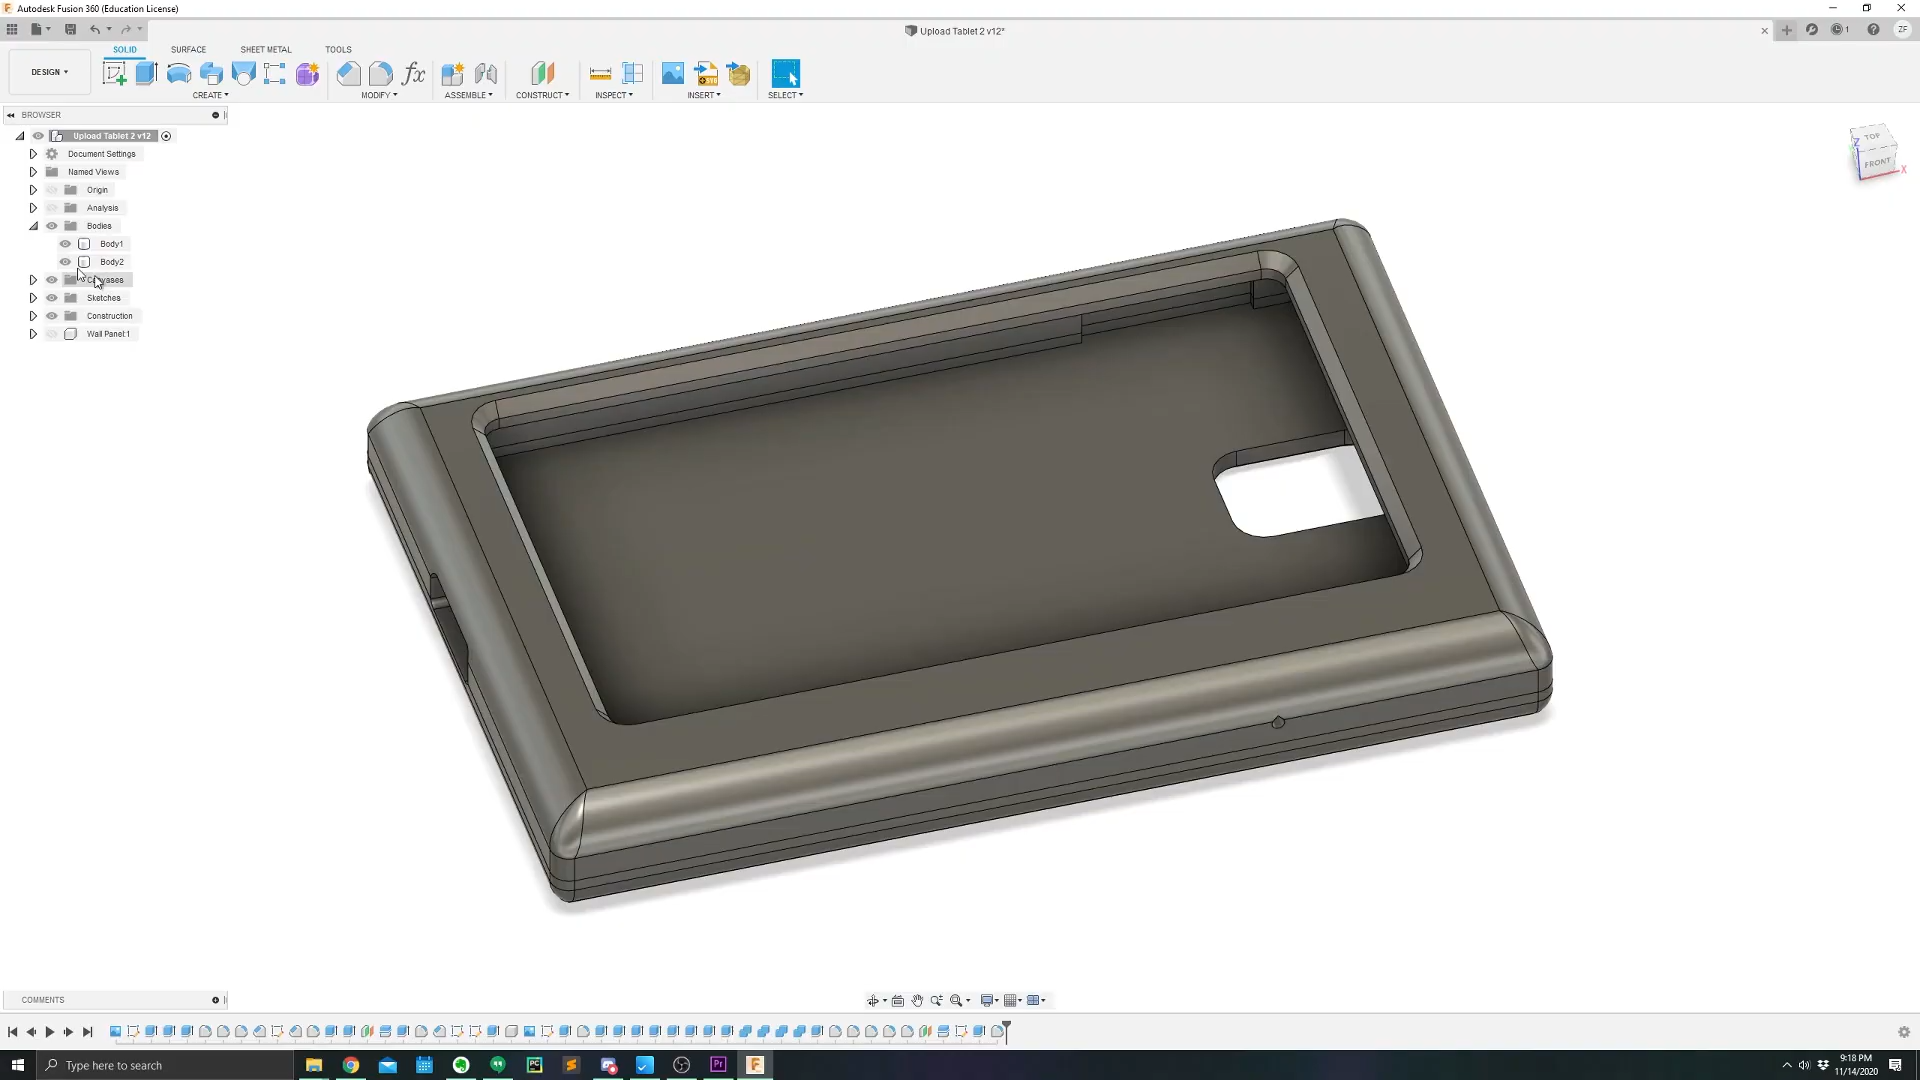 Autodesk Fusion 360 (Education License)
Upload Tablet 2 v12*
1
ZF
SOLID SURFACE SHEET METAL TOOLS
DESIGN
CREATE MODIFY ASSEMBLE CONSTRUCT INSPECT INSERT SELECT
BROWSER
Upload Tablet 2 v12
Document Settings
Named Views
Origin
Analysis
Bodies
Body1
Body2
Sketches
Construction
Wall Panel:1
TOP
FRONT
Z
X
COMMENTS
Type here to search
9:18 PM
11/14/2020